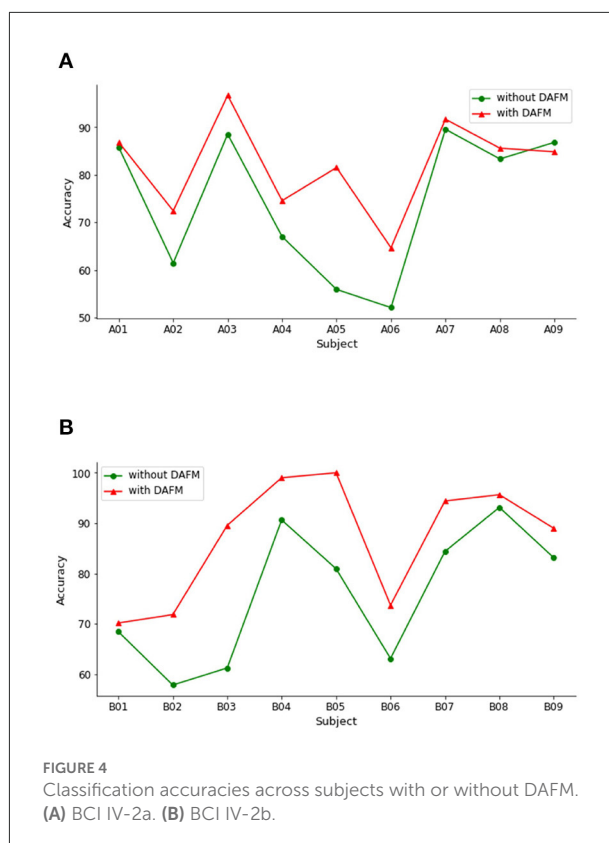 A
without DAFM
with DAFM
90
80
70
60
50
Accuracy
A01 A02 A03 A04 A05 A06 A07 A08 A09
Subject
B
without DAFM
with DAFM
100
90
80
70
60
Accuracy
B01 B02 B03 B04 B05 B06 B07 B08 B09
Subject
FIGURE 4
Classification accuracies across subjects with or without DAFM.
(A) BCI IV-2a. (B) BCI IV-2b.